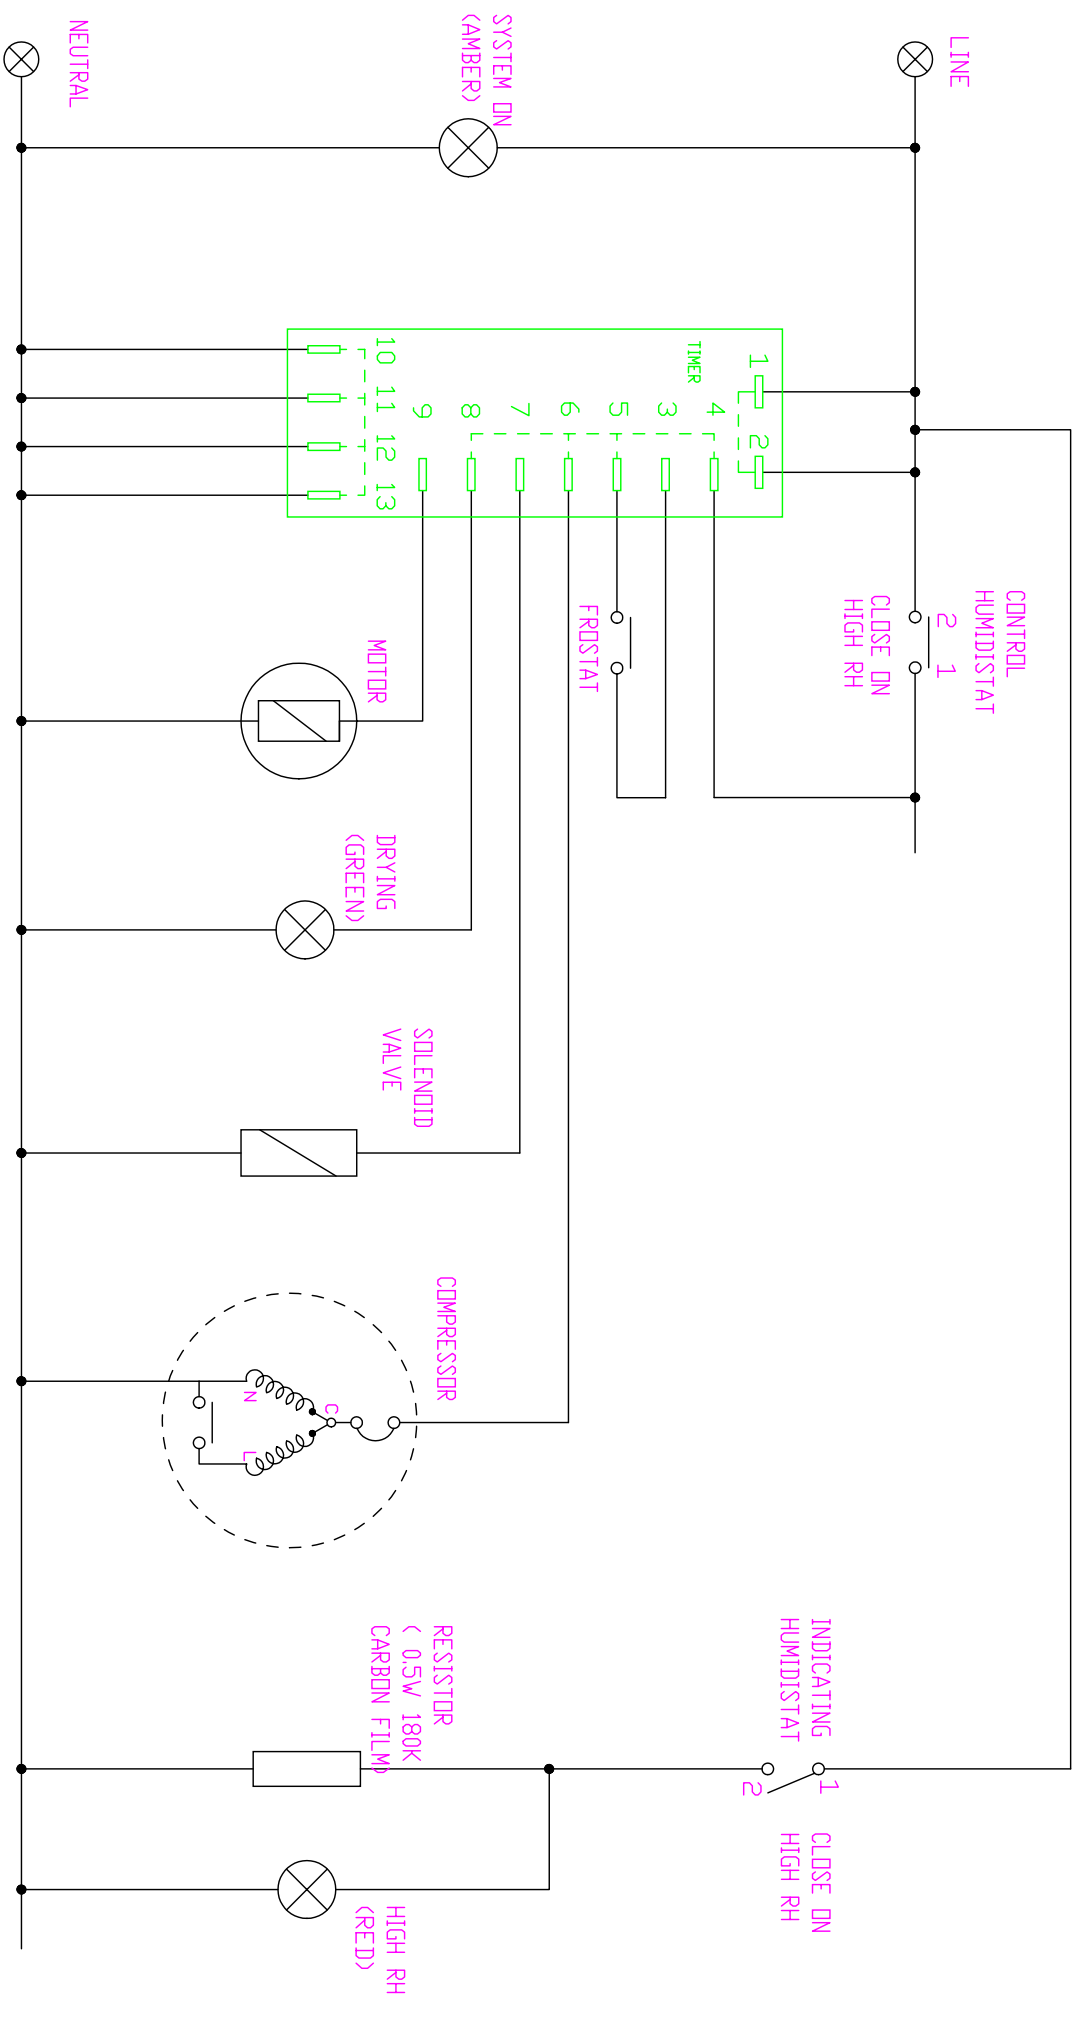 LINE
NEUTRAL
SYSTEM ON
(AMBER)
TIMER
1
2
4
3
5
6
7
8
9
10
11
12
13
CONTROL
HUMIDISTAT
2 1
CLOSE ON
HIGH RH
FROSTAT
MOTOR
DRYING
(GREEN)
SOLENOID
VALVE
COMPRESSOR
C
N
L
INDICATING
HUMIDISTAT
1
2
CLOSE ON
HIGH RH
RESISTOR
( 0.5W 180K
CARBON FILM)
HIGH RH
(RED)